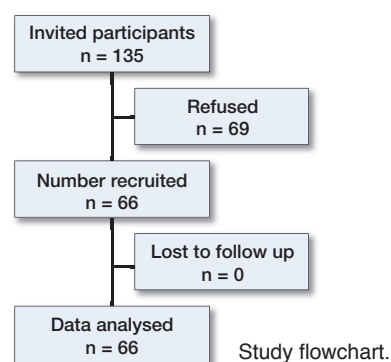 Invited participants
n = 135
Refused
n = 69
Number recruited
n = 66
Lost to follow up
n = 0
Data analysed
n = 66
Study flowchart.